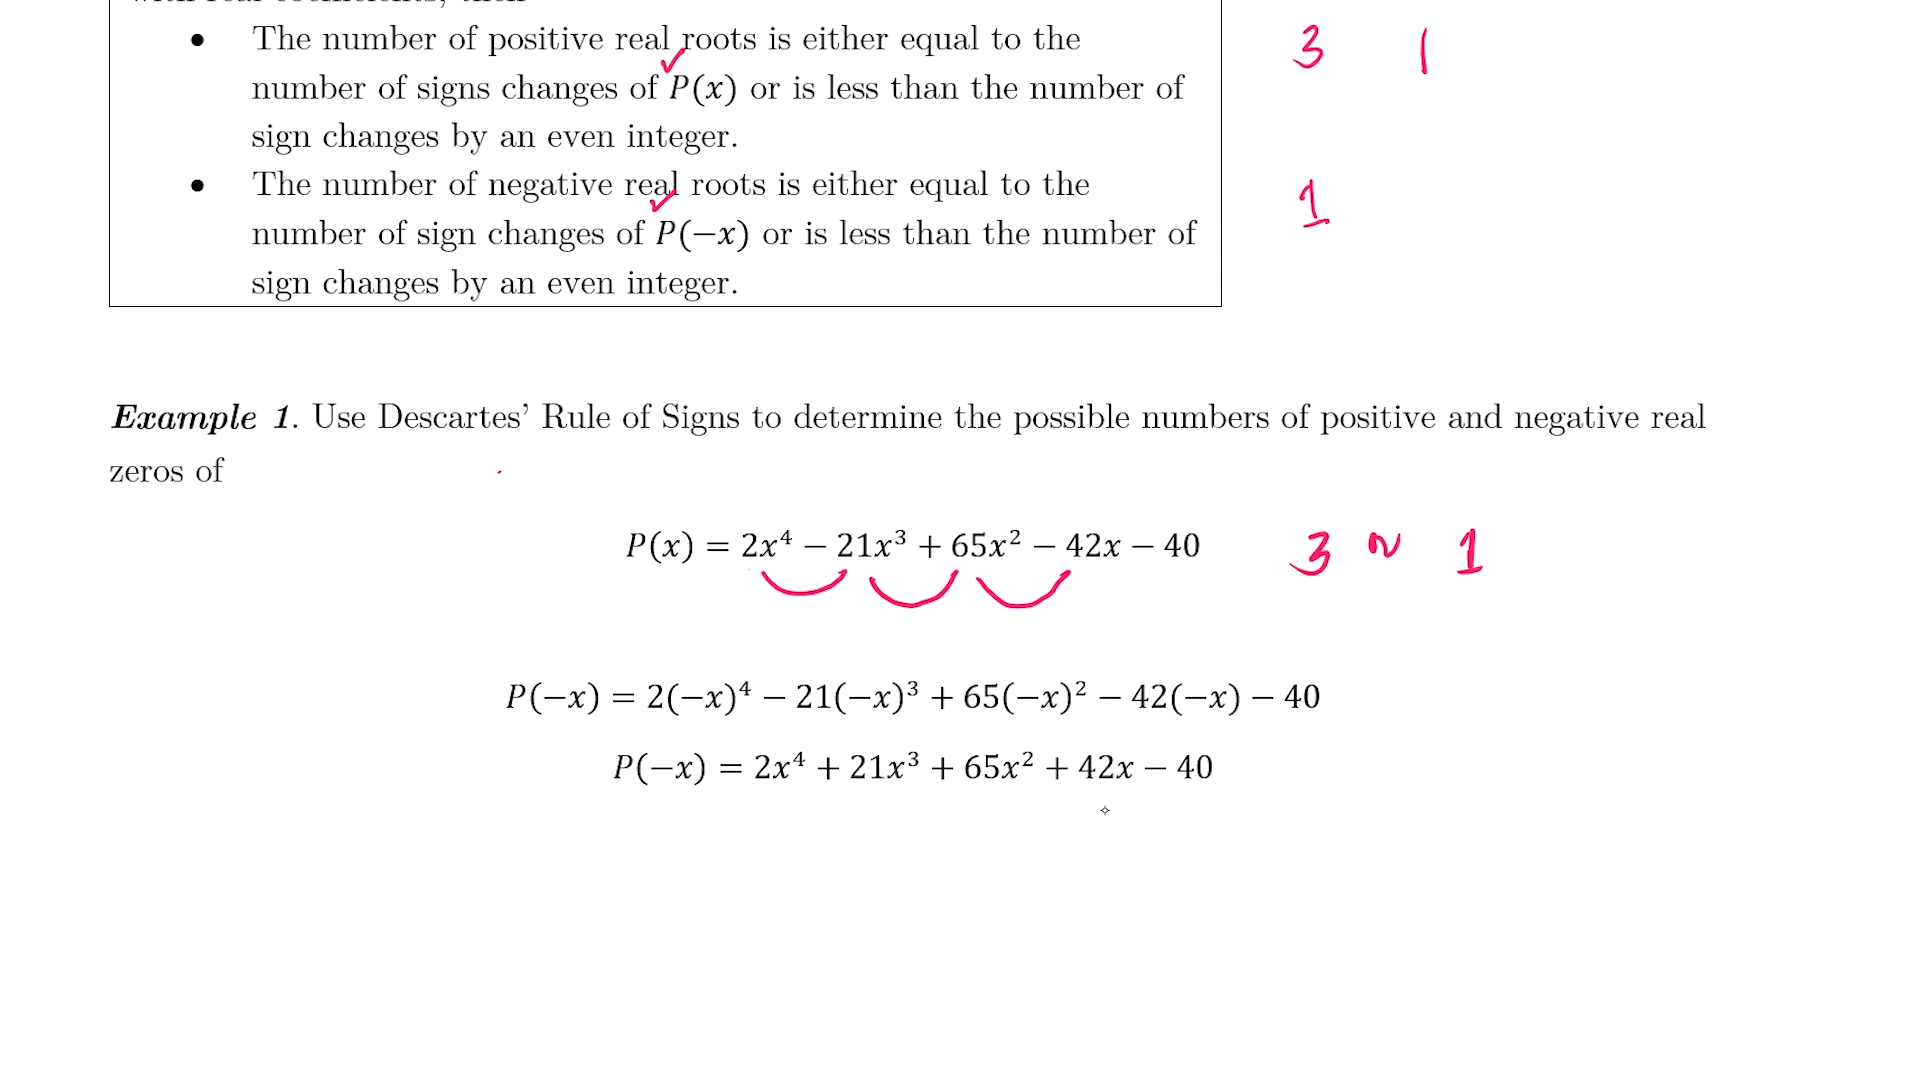 with real coefficients, then
• The number of positive real roots is either equal to the 3 1
number of signs changes of P(x) or is less than the number of
sign changes by an even integer.
• The number of negative real roots is either equal to the 1
number of sign changes of P(−x) or is less than the number of
sign changes by an even integer.
Example 1. Use Descartes’ Rule of Signs to determine the possible numbers of positive and negative real
zeros of
P(x) = 2x⁴ − 21x³ + 65x² − 42x − 40 3 1
P(−x) = 2(−x)⁴ − 21(−x)³ + 65(−x)² − 42(−x) − 40
P(−x) = 2x⁴ + 21x³ + 65x² + 42x − 40